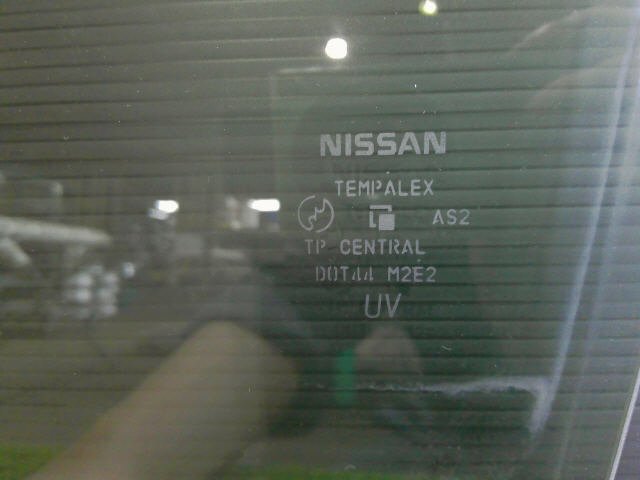 NISSAN
TEMPALEX
AS2
TP CENTRAL
DOT44 M2E2
UV